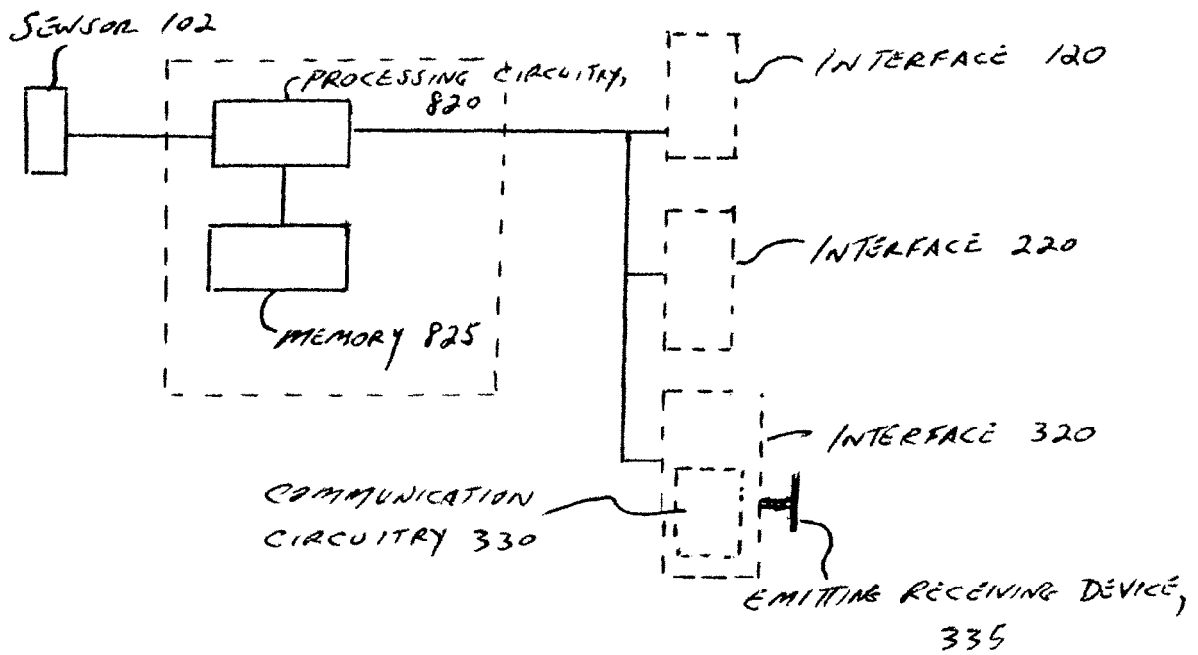 SENSOR 102
PROCESSING CIRCUITRY,
820
INTERFACE 120
INTERFACE 220
MEMORY 825
INTERFACE 320
COMMUNICATION
CIRCUITRY 330
EMITTING RECEIVING DEVICE,
335